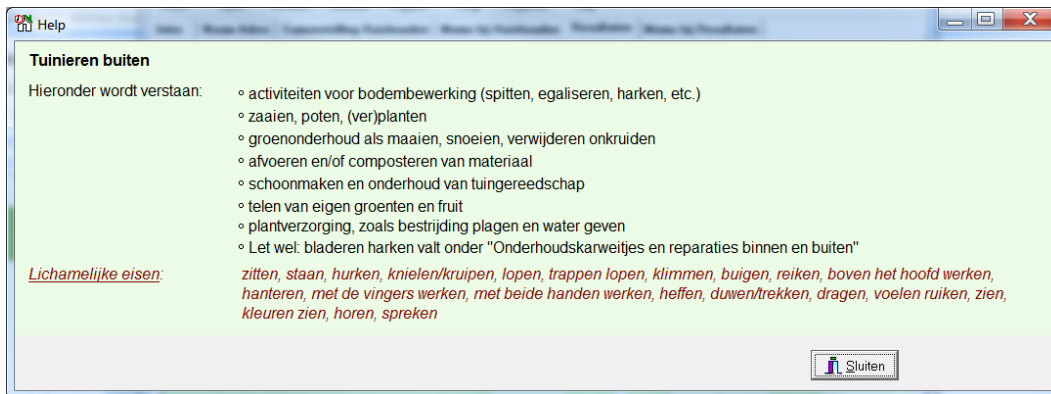 Help
Tuinieren buiten
Hieronder wordt verstaan:
° activiteiten voor bodembewerking (spitten, egaliseren, harken, etc.)
° zaaien, poten, (ver)planten
° groenonderhoud als maaien, snoeien, verwijderen onkruiden
° afvoeren en/of composteren van materiaal
° schoonmaken en onderhoud van tuingereedschap
° telen van eigen groenten en fruit
° plantverzorging, zoals bestrijding plagen en water geven
° Let wel: bladeren harken valt onder "Onderhoudskarweitjes en reparaties binnen en buiten"
Lichamelijke eisen:
zitten, staan, hurken, knielen/kruipen, lopen, trappen lopen, klimmen, buigen, reiken, boven het hoofd werken,
hanteren, met de vingers werken, met beide handen werken, heffen, duwen/trekken, dragen, voelen ruiken, zien,
kleuren zien, horen, spreken
Sluiten